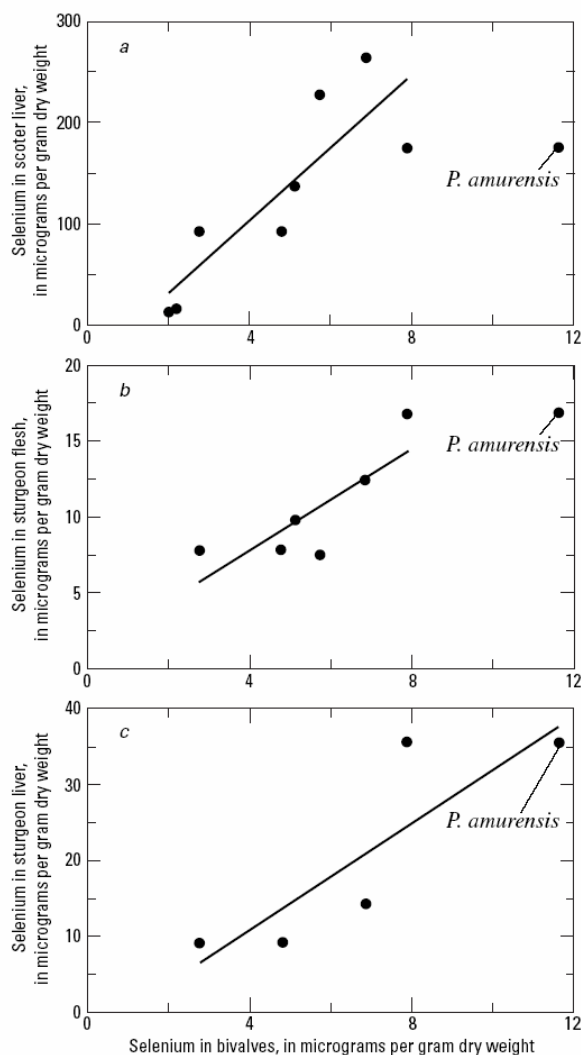 a
Selenium in scoter liver,
in micrograms per gram dry weight
300
200
100
0
P. amurensis
0
4
8
12
b
Selenium in sturgeon flesh,
in micrograms per gram dry weight
20
15
10
5
0
P. amurensis
0
4
8
12
c
Selenium in sturgeon liver,
in micrograms per gram dry weight
40
30
20
10
0
P. amurensis
0
4
8
12
Selenium in bivalves, in micrograms per gram dry weight